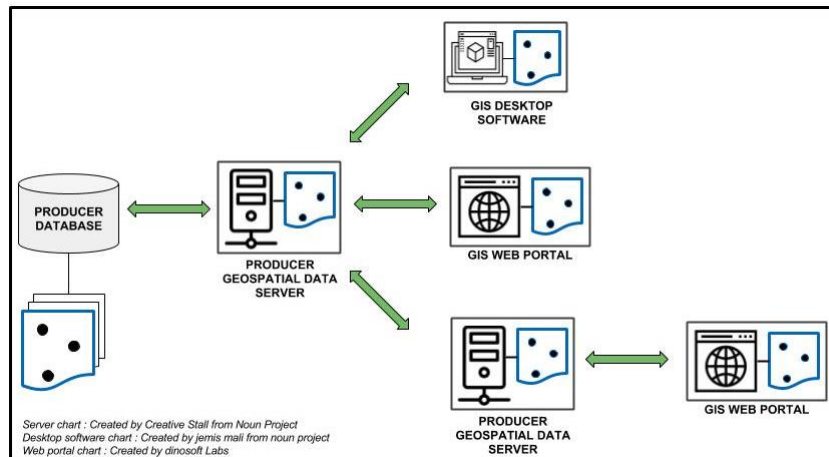 GIS DESKTOP
SOFTWARE
PRODUCER
DATABASE
PRODUCER
GEOSPATIAL DATA
SERVER
GIS WEB PORTAL
PRODUCER
GEOSPATIAL DATA
SERVER
GIS WEB PORTAL
Server chart : Created by Creative Stall from Noun Project
Desktop software chart : Created by jemis mali from noun project
Web portal chart : Created by dinosoft Labs